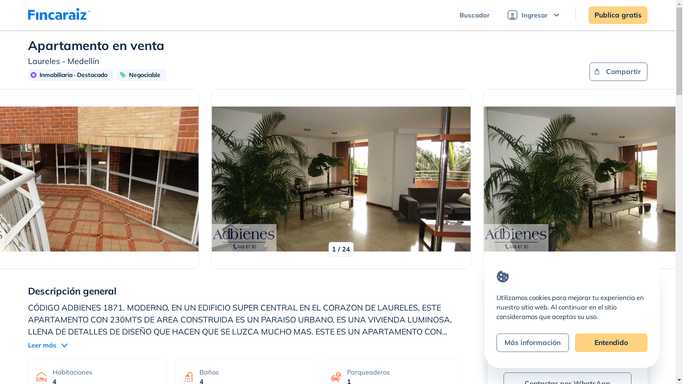 Fincaraiz
Buscador
Ingresar
Publica gratis
Apartamento en venta
Laureles - Medellín
Inmobiliaria · Destacado
Negociable
Compartir
Adbienes
Adbienes
1 / 24
Descripción general
CÓDIGO ADBIENES 1871. MODERNO, EN UN EDIFICIO SUPER CENTRAL EN EL CORAZON DE LAURELES, ESTE
APARTAMENTO CON 230MTS DE AREA CONSTRUIDA ES UN PARAISO URBANO, ES UNA VIVIENDA LUMINOSA,
LLENA DE DETALLES DE DISEÑO QUE HACEN QUE SE LUZCA MUCHO MAS. ESTE ES UN APARTAMENTO CON...
Leer más
Habitaciones
4
Baños
4
Parqueaderos
1
Utilizamos cookies para mejorar tu experiencia en
nuestro sitio web. Al continuar en el sitio
consideramos que aceptas su uso.
Más información
Entendido
Contactar por WhatsApp